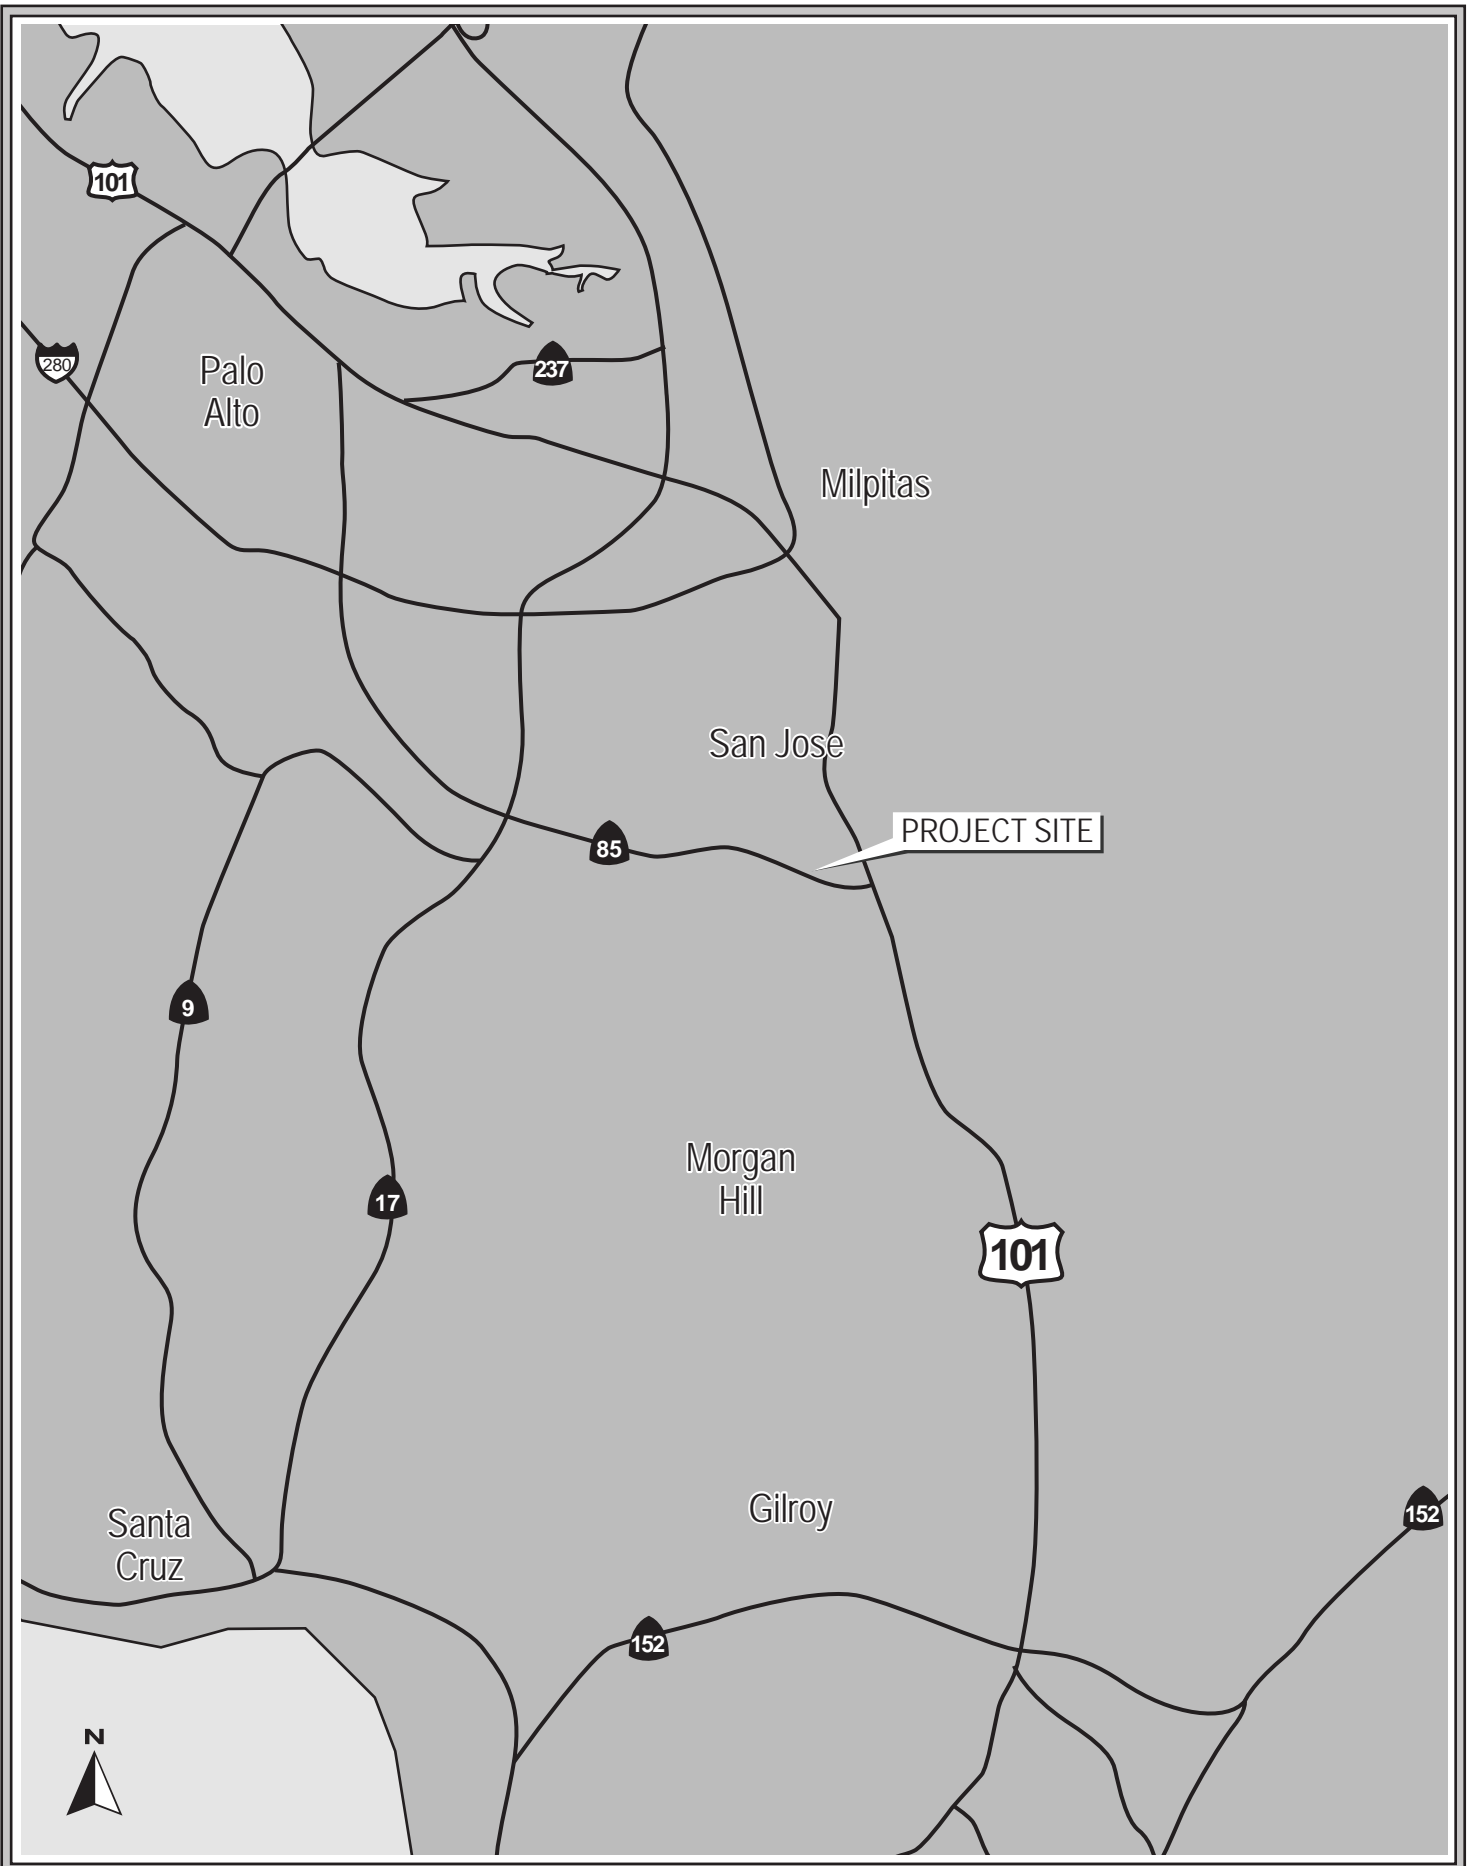 101
280
Palo
Alto
237
Milpitas
San Jose
PROJECT SITE
85
9
Morgan
Hill
17
101
Gilroy
152
Santa
Cruz
152
N